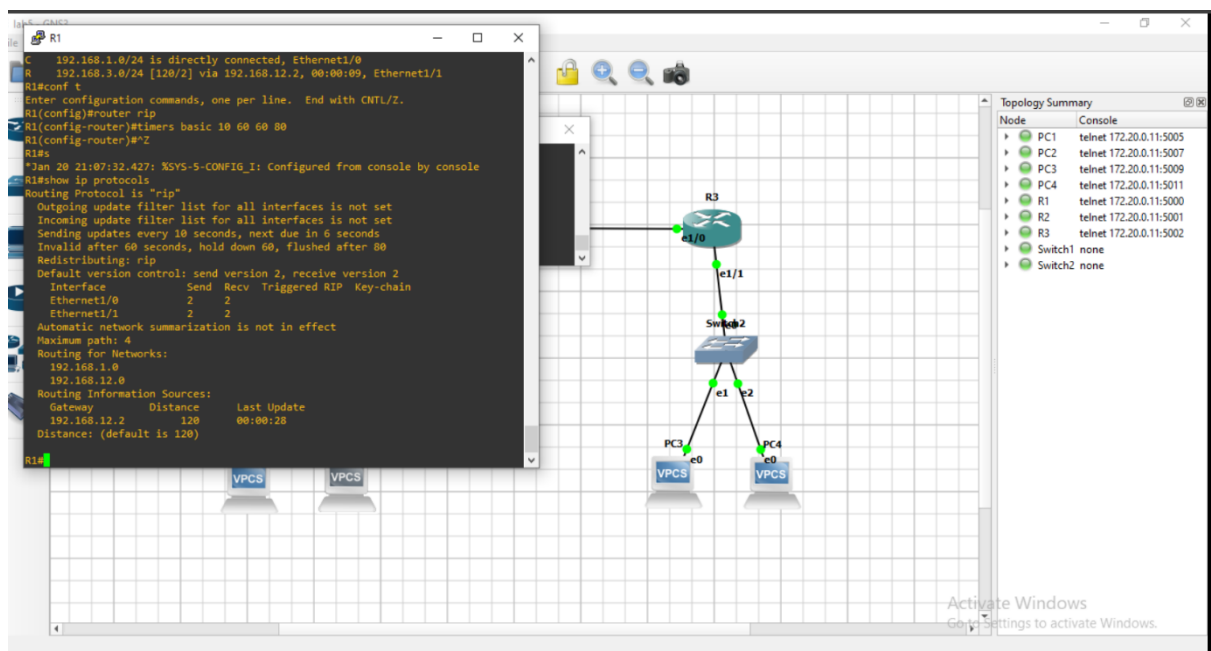 lab5 - GNS3
R1
C    192.168.1.0/24 is directly connected, Ethernet1/0
R    192.168.3.0/24 [120/2] via 192.168.12.2, 00:00:09, Ethernet1/1
R1#conf t
Enter configuration commands, one per line.  End with CNTL/Z.
R1(config)#router rip
R1(config-router)#timers basic 10 60 60 80
R1(config-router)#^Z
R1#s
*Jan 20 21:07:32.427: %SYS-5-CONFIG_I: Configured from console by console
R1#show ip protocols
Routing Protocol is "rip"
  Outgoing update filter list for all interfaces is not set
  Incoming update filter list for all interfaces is not set
  Sending updates every 10 seconds, next due in 6 seconds
  Invalid after 60 seconds, hold down 60, flushed after 80
  Redistributing: rip
  Default version control: send version 2, receive version 2
    Interface             Send  Recv  Triggered RIP  Key-chain
    Ethernet1/0           2     2
    Ethernet1/1           2     2
  Automatic network summarization is not in effect
  Maximum path: 4
  Routing for Networks:
    192.168.1.0
    192.168.12.0
  Routing Information Sources:
    Gateway         Distance      Last Update
    192.168.12.2         120      00:00:28
  Distance: (default is 120)
R1#
R3
e1/0
e1/1
Switch2
e0
e1 e2
PC3 PC4
e0 e0
VPCS VPCS VPCS VPCS
Topology Summary
Node Console
PC1 telnet 172.20.0.11:5005
PC2 telnet 172.20.0.11:5007
PC3 telnet 172.20.0.11:5009
PC4 telnet 172.20.0.11:5011
R1 telnet 172.20.0.11:5000
R2 telnet 172.20.0.11:5001
R3 telnet 172.20.0.11:5002
Switch1 none
Switch2 none
Activate Windows
Go to Settings to activate Windows.